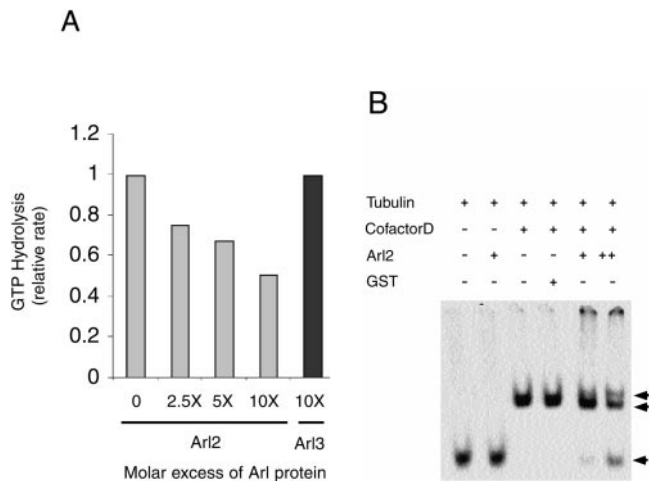 A
GTP Hydrolysis
(relative rate)
1.2
1
0.8
0.6
0.4
0.2
0
0 2.5X 5X 10X 10X
Arl2 Arl3
Molar excess of Arl protein
B
Tubulin + + + + + +
CofactorD - - + + + +
Arl2 - + - - + ++
GST - - - + - -